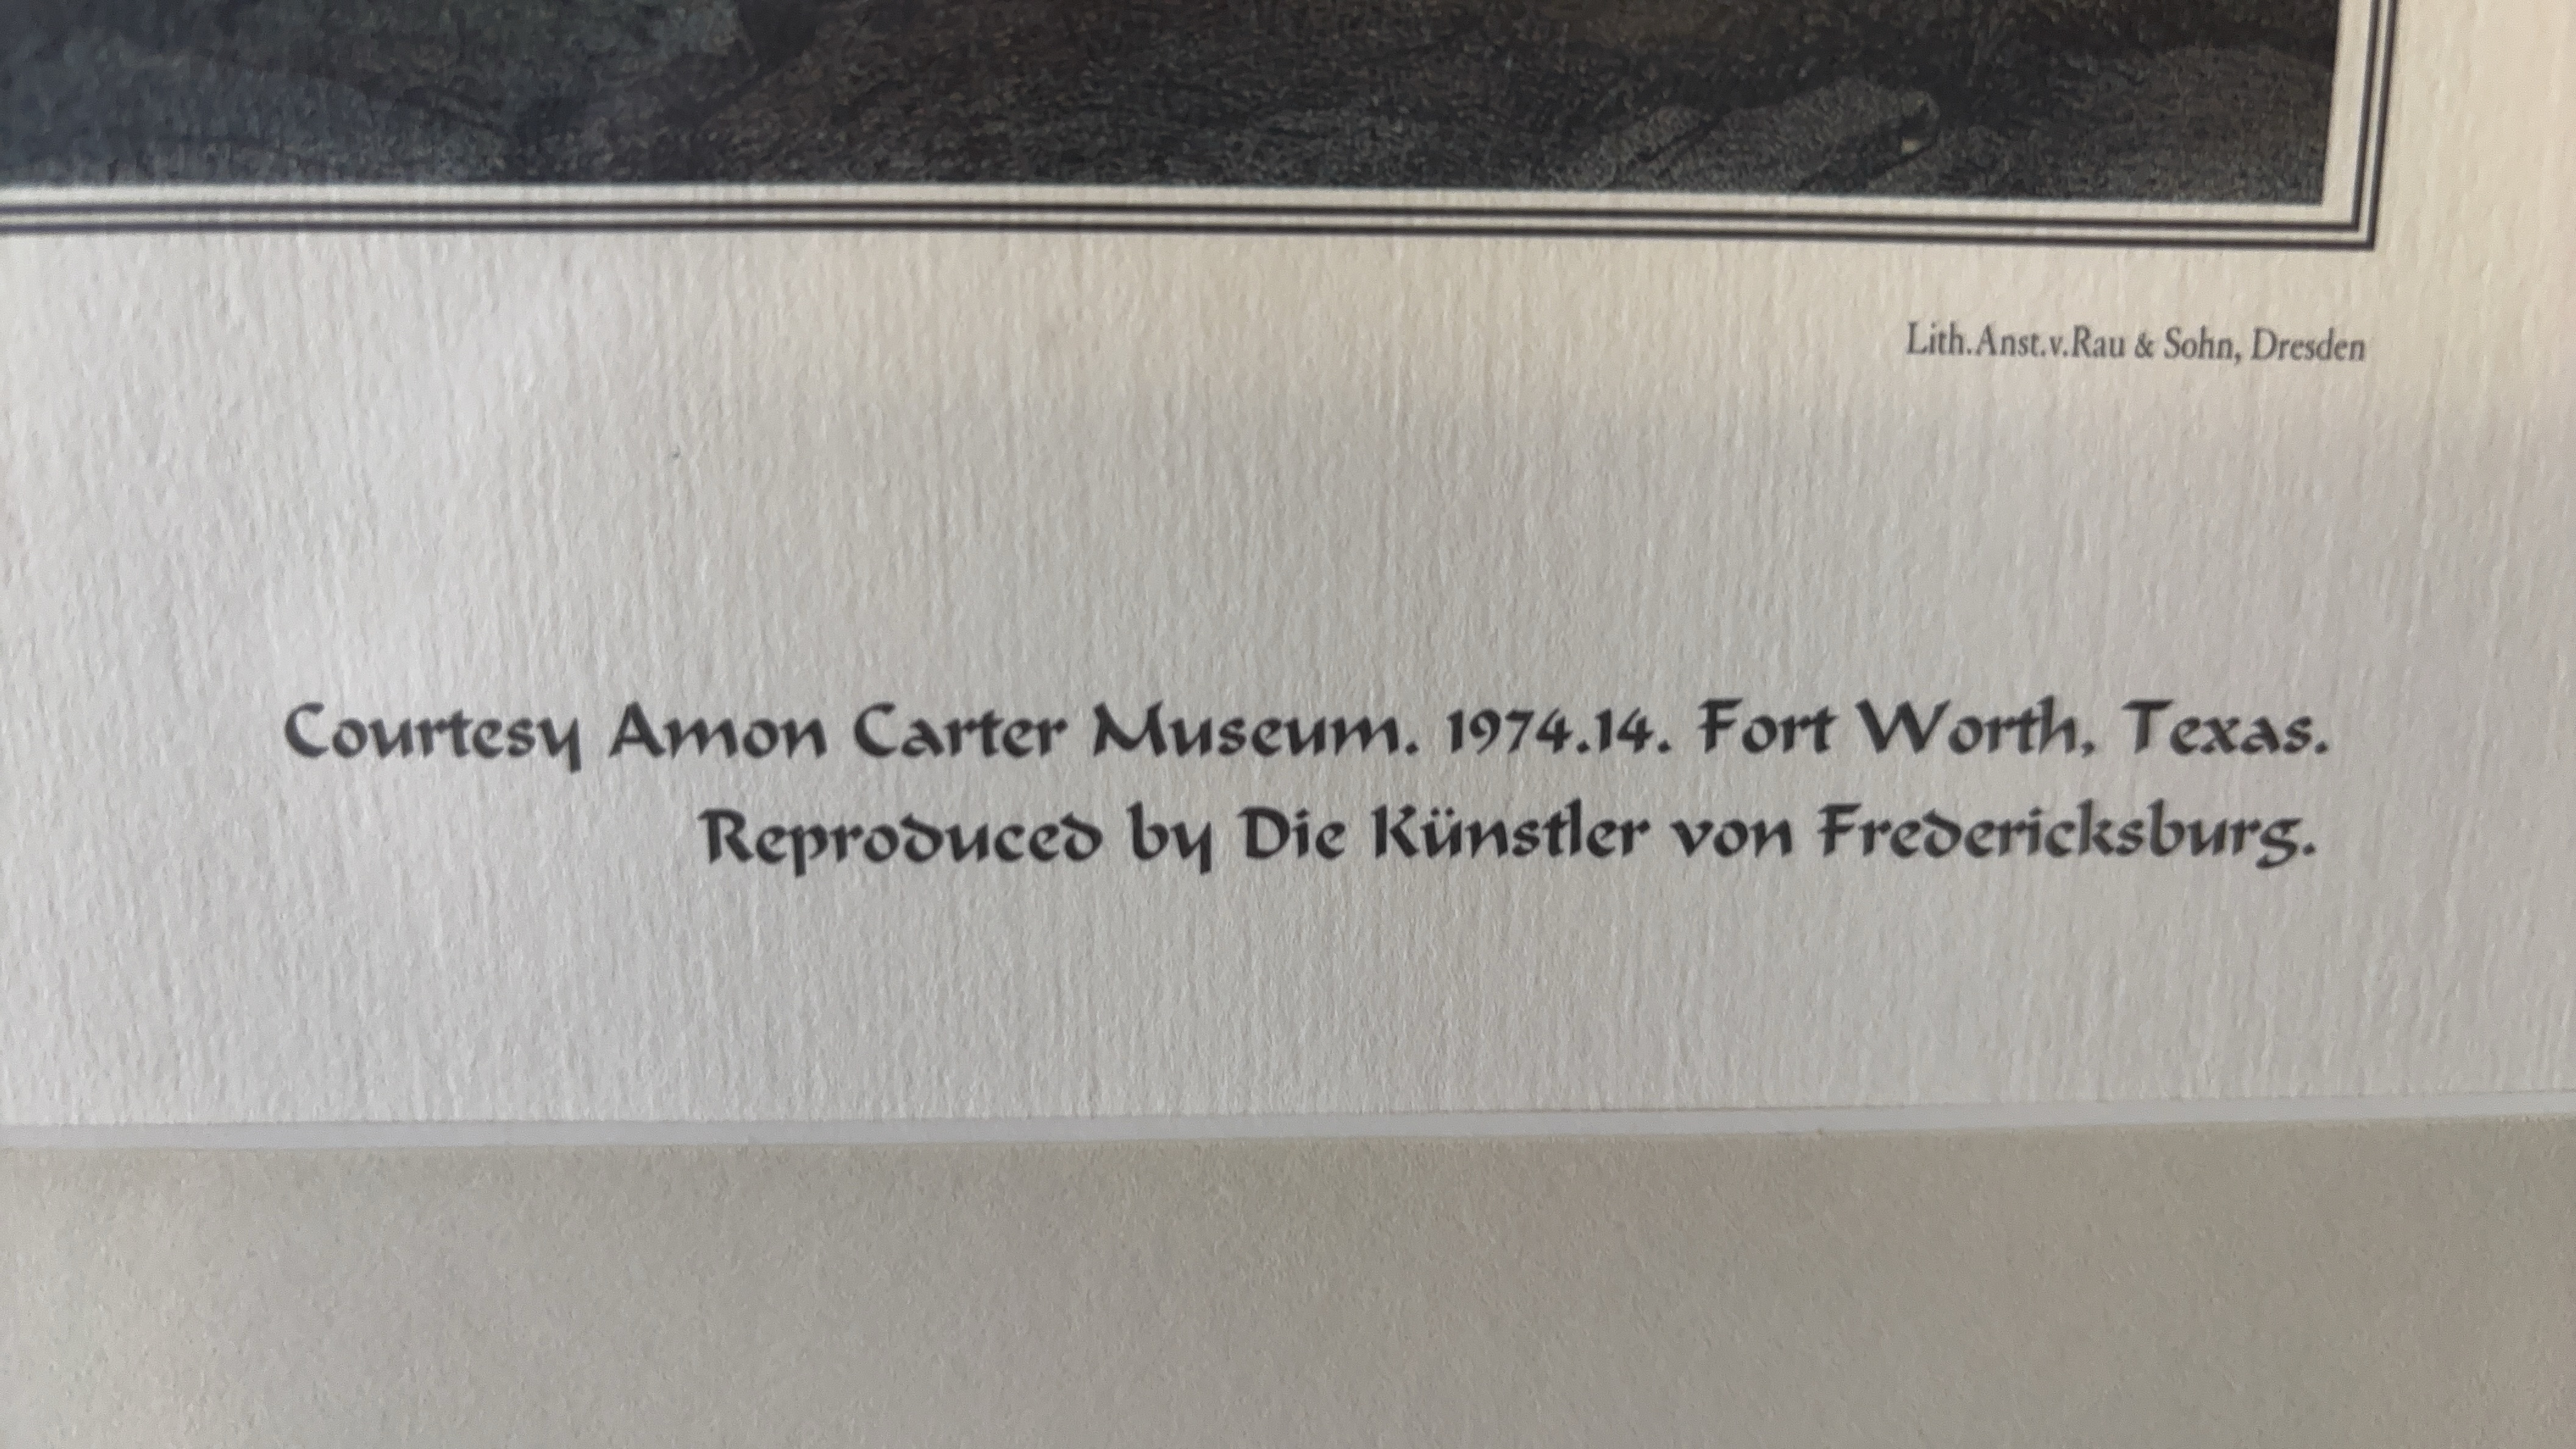 Lith.Anst.v.Rau & Sohn, Dresden
Courtesy Amon Carter Museum. 1974.14. Fort Worth, Texas.
Reproduced by Die Künstler von Fredericksburg.